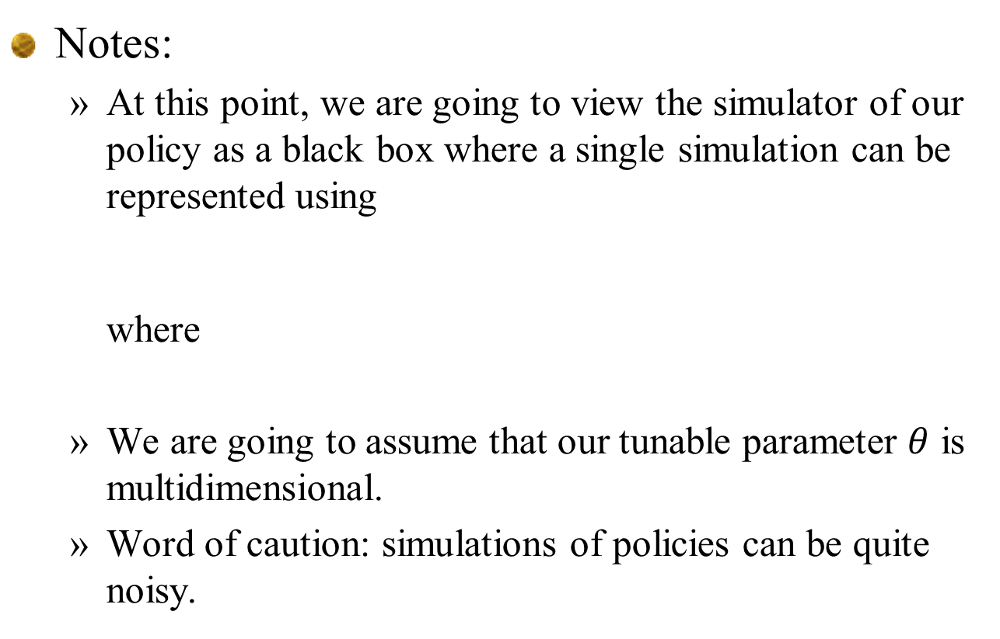 Notes:
» At this point, we are going to view the simulator of our
policy as a black box where a single simulation can be
represented using
where
» We are going to assume that our tunable parameter θ is
multidimensional.
» Word of caution: simulations of policies can be quite
noisy.